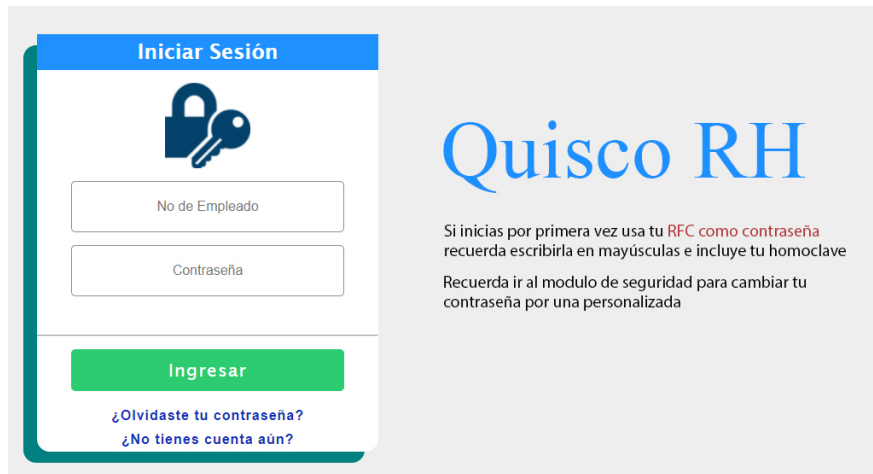 Iniciar Sesión
No de Empleado
Contraseña
Ingresar
¿Olvidaste tu contraseña?
¿No tienes cuenta aún?
Quisco RH
Si inicias por primera vez usa tu RFC como contraseña
recuerda escribirla en mayúsculas e incluye tu homoclave
Recuerda ir al modulo de seguridad para cambiar tu
contraseña por una personalizada